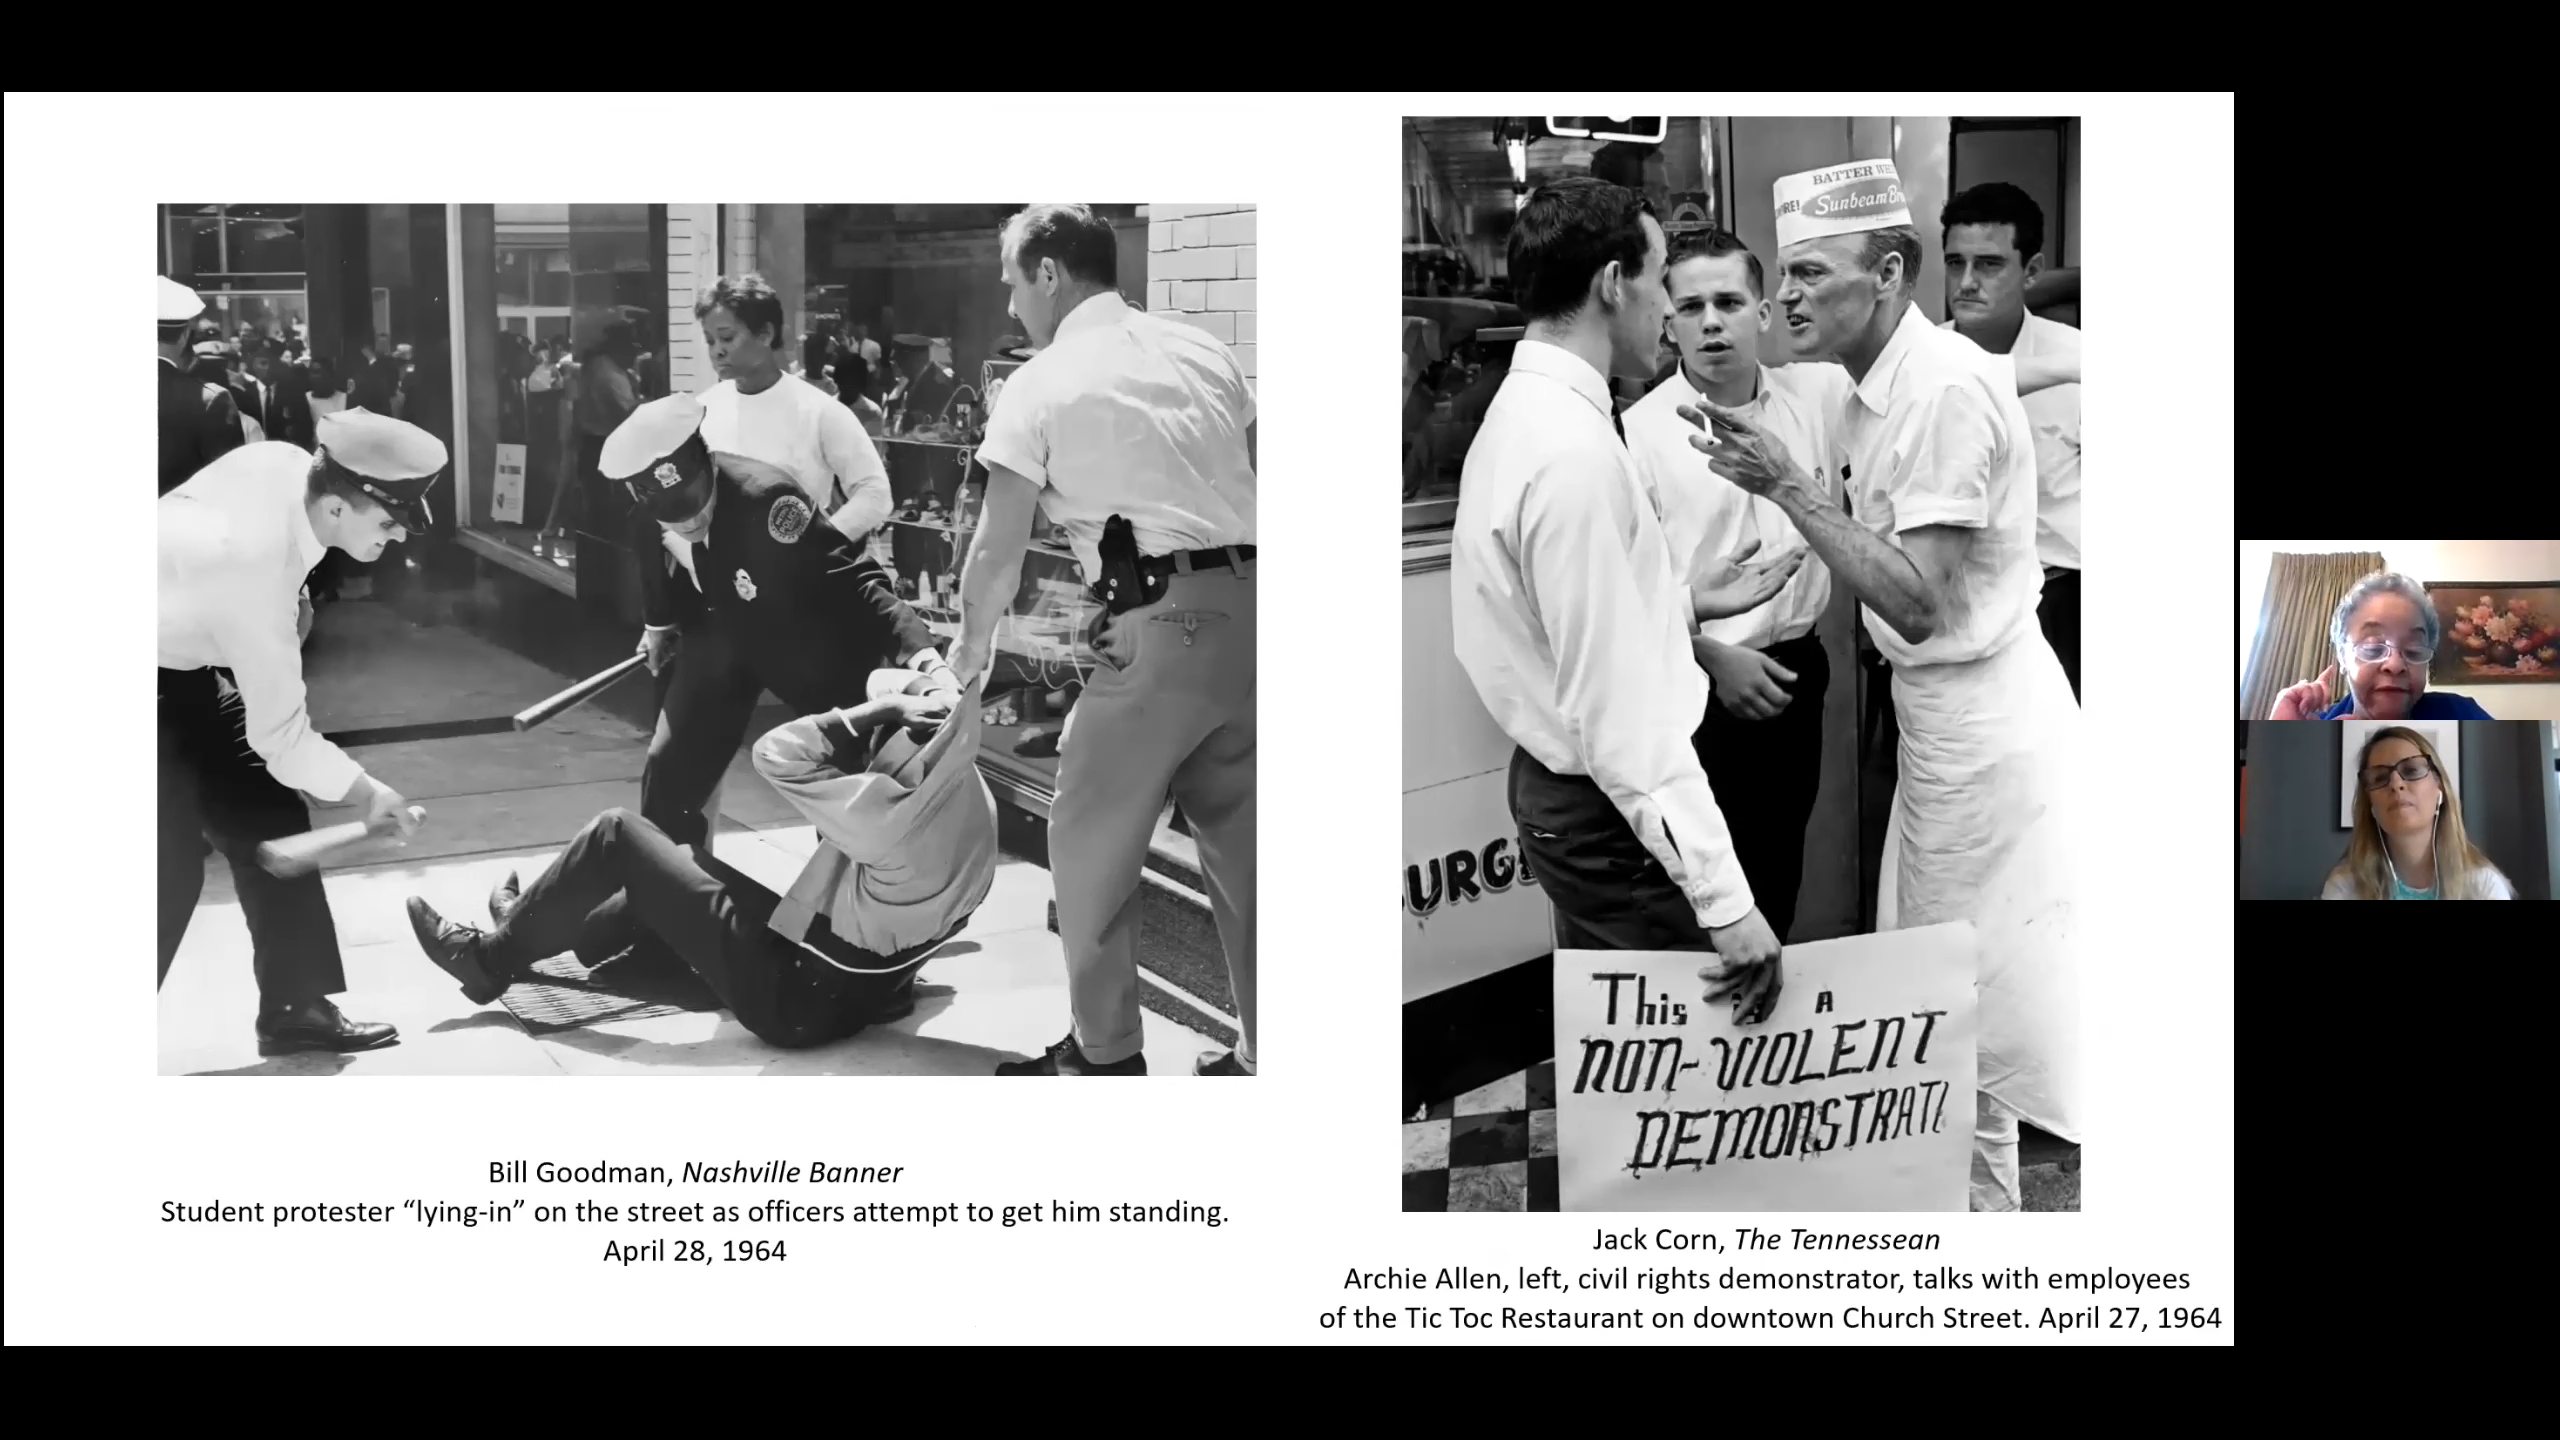 Bill Goodman, Nashville Banner
Student protester “lying-in” on the street as officers attempt to get him standing.
April 28, 1964
BATTER
Sunbeam
This A
NON-VIOLENT
DEMONSTRATI
Jack Corn, The Tennessean
Archie Allen, left, civil rights demonstrator, talks with employees
of the Tic Toc Restaurant on downtown Church Street. April 27, 1964